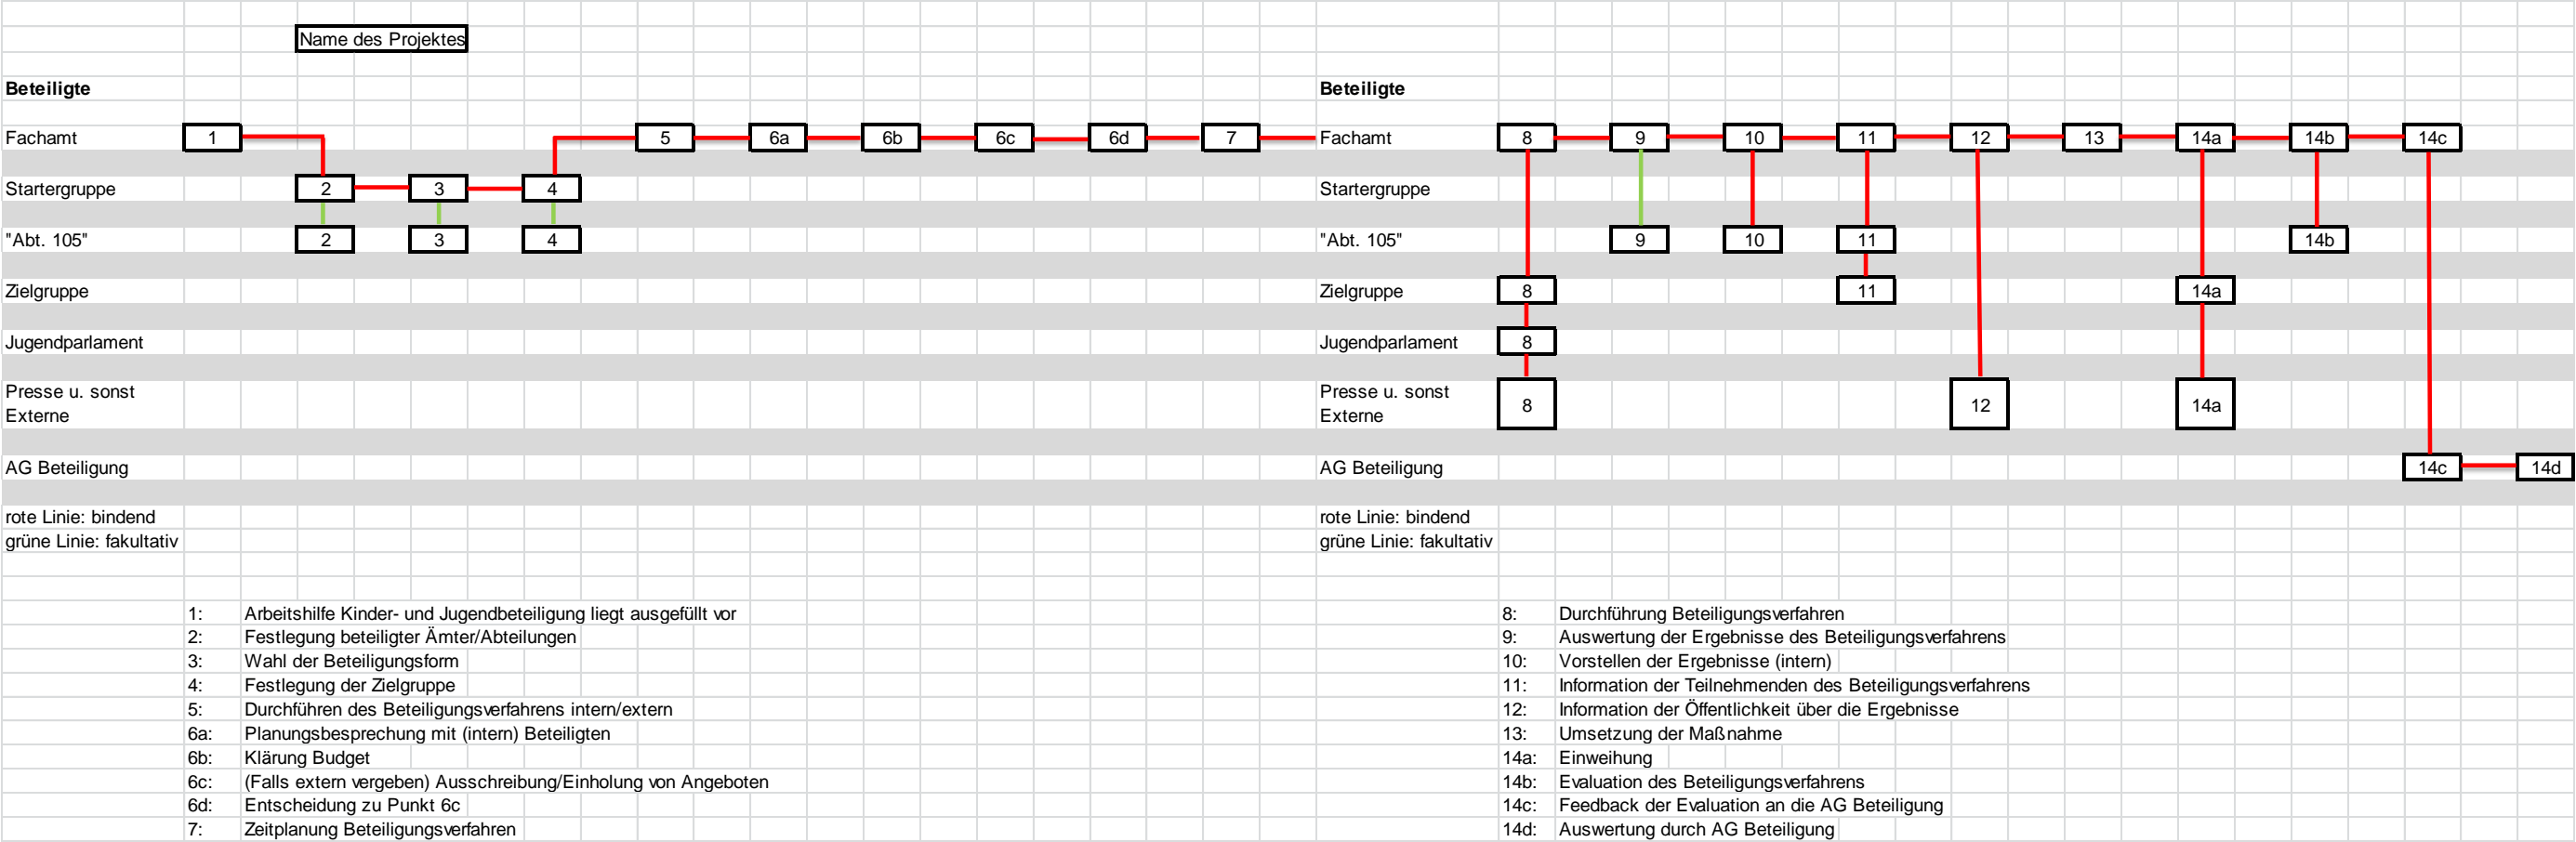 Name des Projektes
Beteiligte Beteiligte
Fachamt 1 5 6a 6b 6c 6d 7 Fachamt 8 9 10 11 12 13 14a 14b 14c
Startergruppe 2 3 4 Startergruppe
"Abt. 105" 2 3 4 "Abt. 105" 9 10 11 14b
Zielgruppe Zielgruppe 8 11 14a
Jugendparlament Jugendparlament 8
Presse u. sonst Externe Presse u. sonst Externe 8 12 14a
AG Beteiligung AG Beteiligung 14c 14d
rote Linie: bindend rote Linie: bindend
grüne Linie: fakultativ grüne Linie: fakultativ
1: Arbeitshilfe Kinder- und Jugendbeteiligung liegt ausgefüllt vor
2: Festlegung beteiligter Ämter/Abteilungen
3: Wahl der Beteiligungsform
4: Festlegung der Zielgruppe
5: Durchführen des Beteiligungsverfahrens intern/extern
6a: Planungsbesprechung mit (intern) Beteiligten
6b: Klärung Budget
6c: (Falls extern vergeben) Ausschreibung/Einholung von Angeboten
6d: Entscheidung zu Punkt 6c
7: Zeitplanung Beteiligungsverfahren
8: Durchführung Beteiligungsverfahren
9: Auswertung der Ergebnisse des Beteiligungsverfahrens
10: Vorstellen der Ergebnisse (intern)
11: Information der Teilnehmenden des Beteiligungsverfahrens
12: Information der Öffentlichkeit über die Ergebnisse
13: Umsetzung der Maßnahme
14a: Einweihung
14b: Evaluation des Beteiligungsverfahrens
14c: Feedback der Evaluation an die AG Beteiligung
14d: Auswertung durch AG Beteiligung